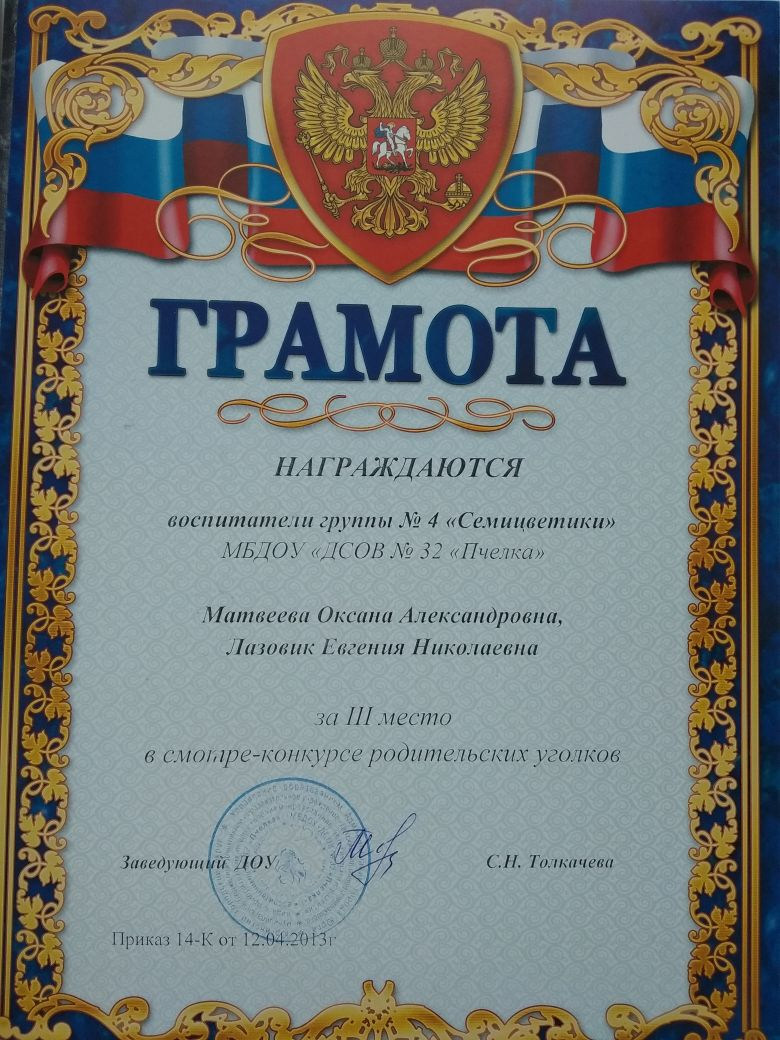 ГРАМОТА
НАГРАЖДАЮТСЯ
воспитатели группы № 4 «Семицветики»
МБДОУ «ДСОВ № 32 «Пчелка»
Матвеева Оксана Александровна,
Лазовик Евгения Николаевна
за III место
в смотре-конкурсе родительских уголков
Заведующий ДОУ С.Н. Толкачева
Приказ 14-К от 12.04.2013г